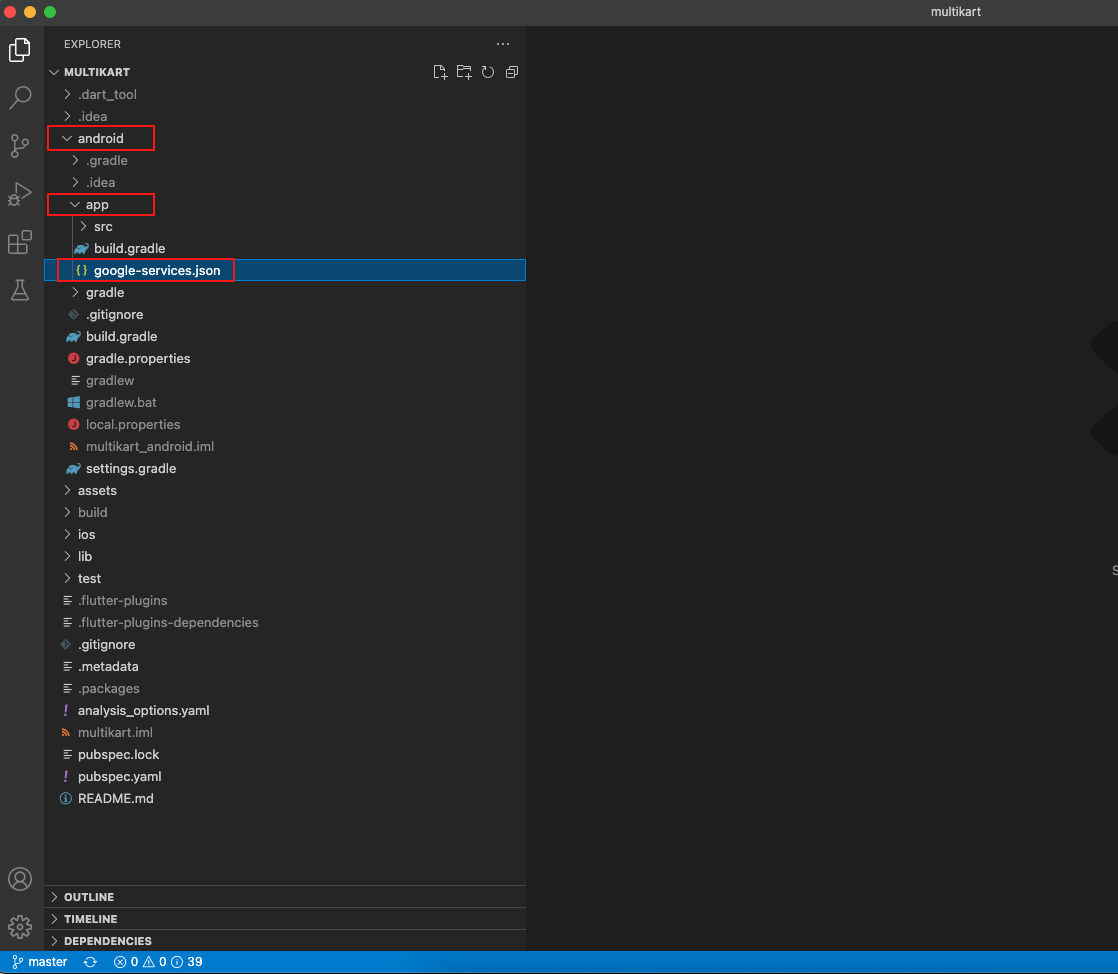 multikart
EXPLORER
MULTIKART
.dart_tool
.idea
android
.gradle
.idea
app
src
build.gradle
google-services.json
gradle
.gitignore
build.gradle
gradle.properties
gradlew
gradlew.bat
local.properties
multikart_android.iml
settings.gradle
assets
build
ios
lib
test
.flutter-plugins
.flutter-plugins-dependencies
.gitignore
.metadata
.packages
analysis_options.yaml
multikart.iml
pubspec.lock
pubspec.yaml
README.md
S
OUTLINE
TIMELINE
DEPENDENCIES
master 0 0 39